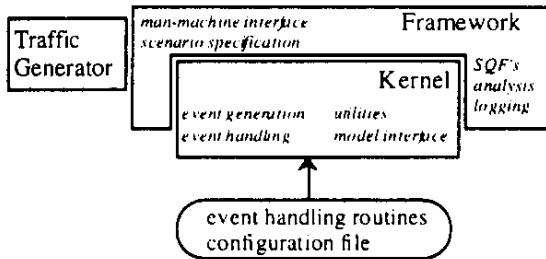 man-machine interface
scenario specification
Framework
Traffic
Generator
SQF's
analysis
logging
Kernel
event generation
utilities
event handling
model interface
event handling routines
configuration file